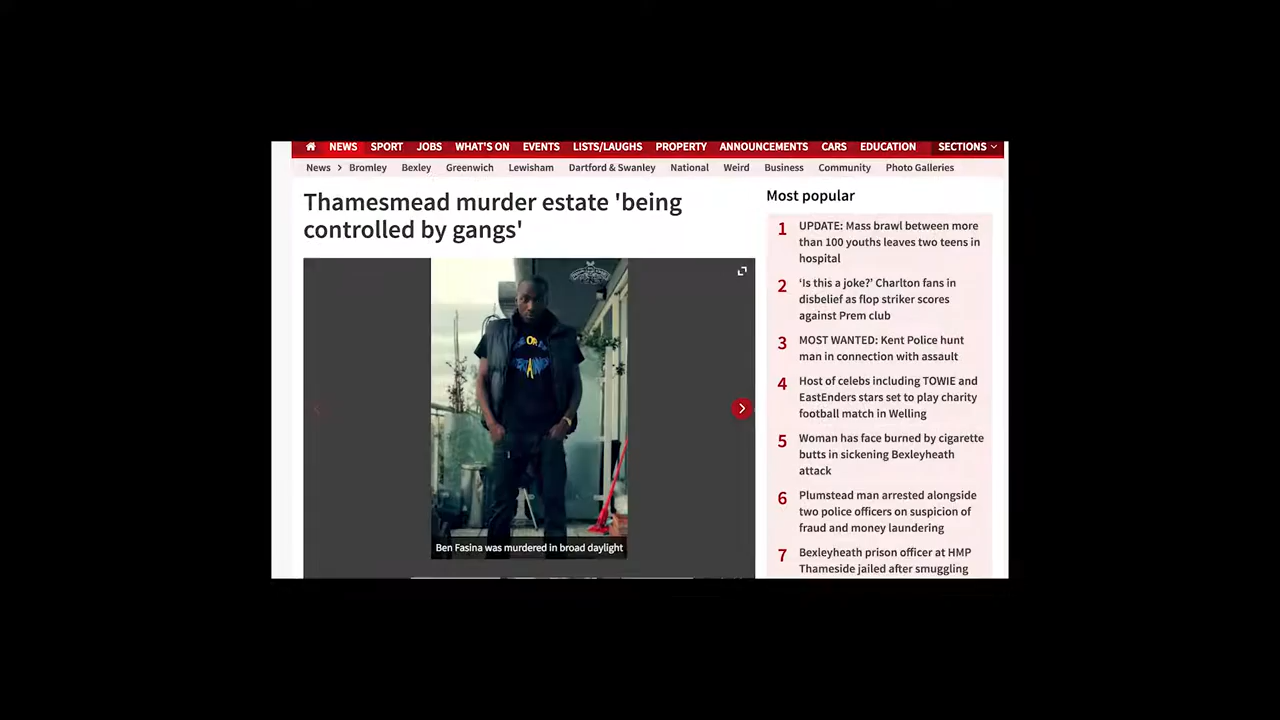 NEWS SPORT JOBS WHAT'S ON EVENTS LISTS/LAUGHS PROPERTY ANNOUNCEMENTS CARS EDUCATION SECTIONS
News Bromley Bexley Greenwich Lewisham Dartford & Swanley National Weird Business Community Photo Galleries
Thamesmead murder estate 'being
controlled by gangs'
Ben Fasina was murdered in broad daylight
Most popular
1 UPDATE: Mass brawl between more
than 100 youths leaves two teens in
hospital
2 ‘Is this a joke?’ Charlton fans in
disbelief as flop striker scores
against Prem club
3 MOST WANTED: Kent Police hunt
man in connection with assault
4 Host of celebs including TOWIE and
EastEnders stars set to play charity
football match in Welling
5 Woman has face burned by cigarette
butts in sickening Bexleyheath
attack
6 Plumstead man arrested alongside
two police officers on suspicion of
fraud and money laundering
7 Bexleyheath prison officer at HMP
Thameside jailed after smuggling